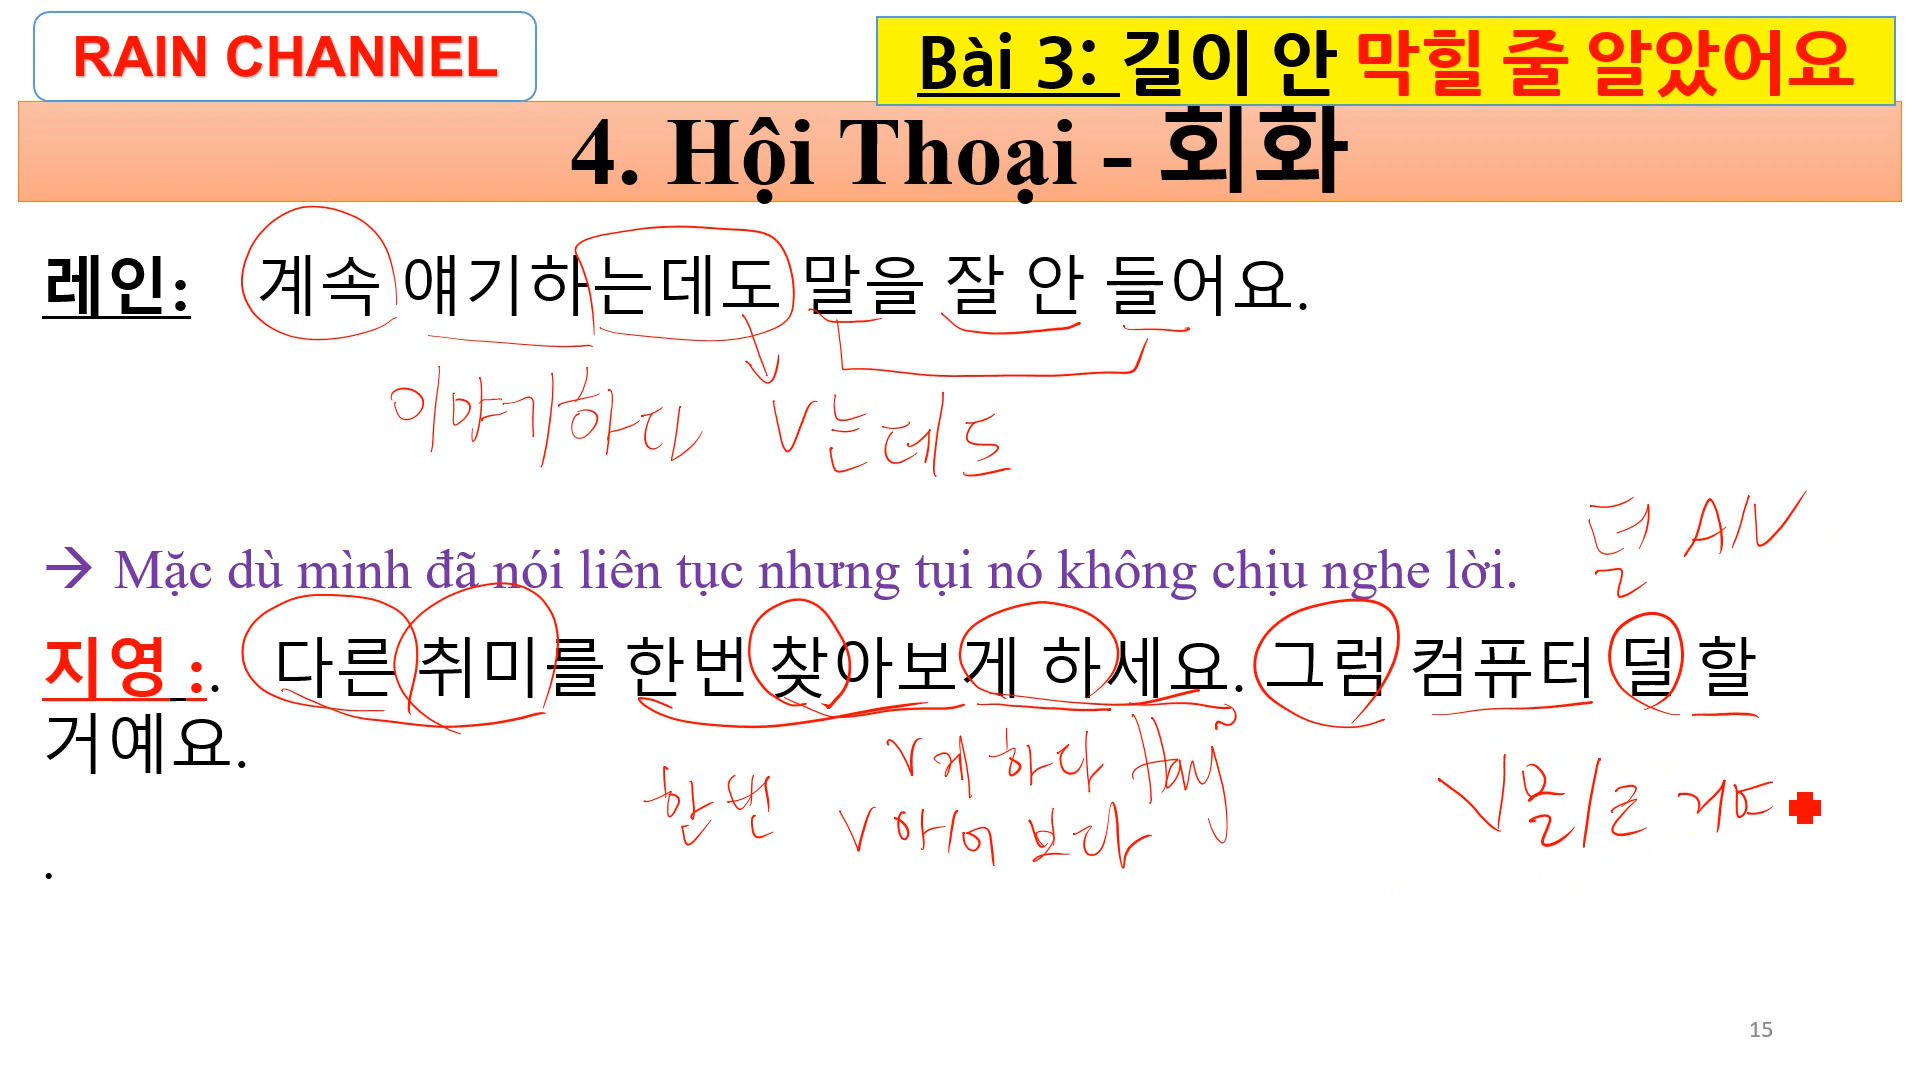 RAIN CHANNEL
Bài 3: 길이 안 막힐 줄 알았어요
4. Hội Thoại - 회화
레인: 계속 얘기하는데도 말을 잘 안 들어요.
이야기하다 V는데도
덜 A/V
→ Mặc dù mình đã nói liên tục nhưng tụi nó không chịu nghe lời.
지영 :. 다른 취미를 한번 찾아보게 하세요. 그럼 컴퓨터 덜 할
거예요.
V게 하다 Hãy
한번 V아/어 보다
.
15